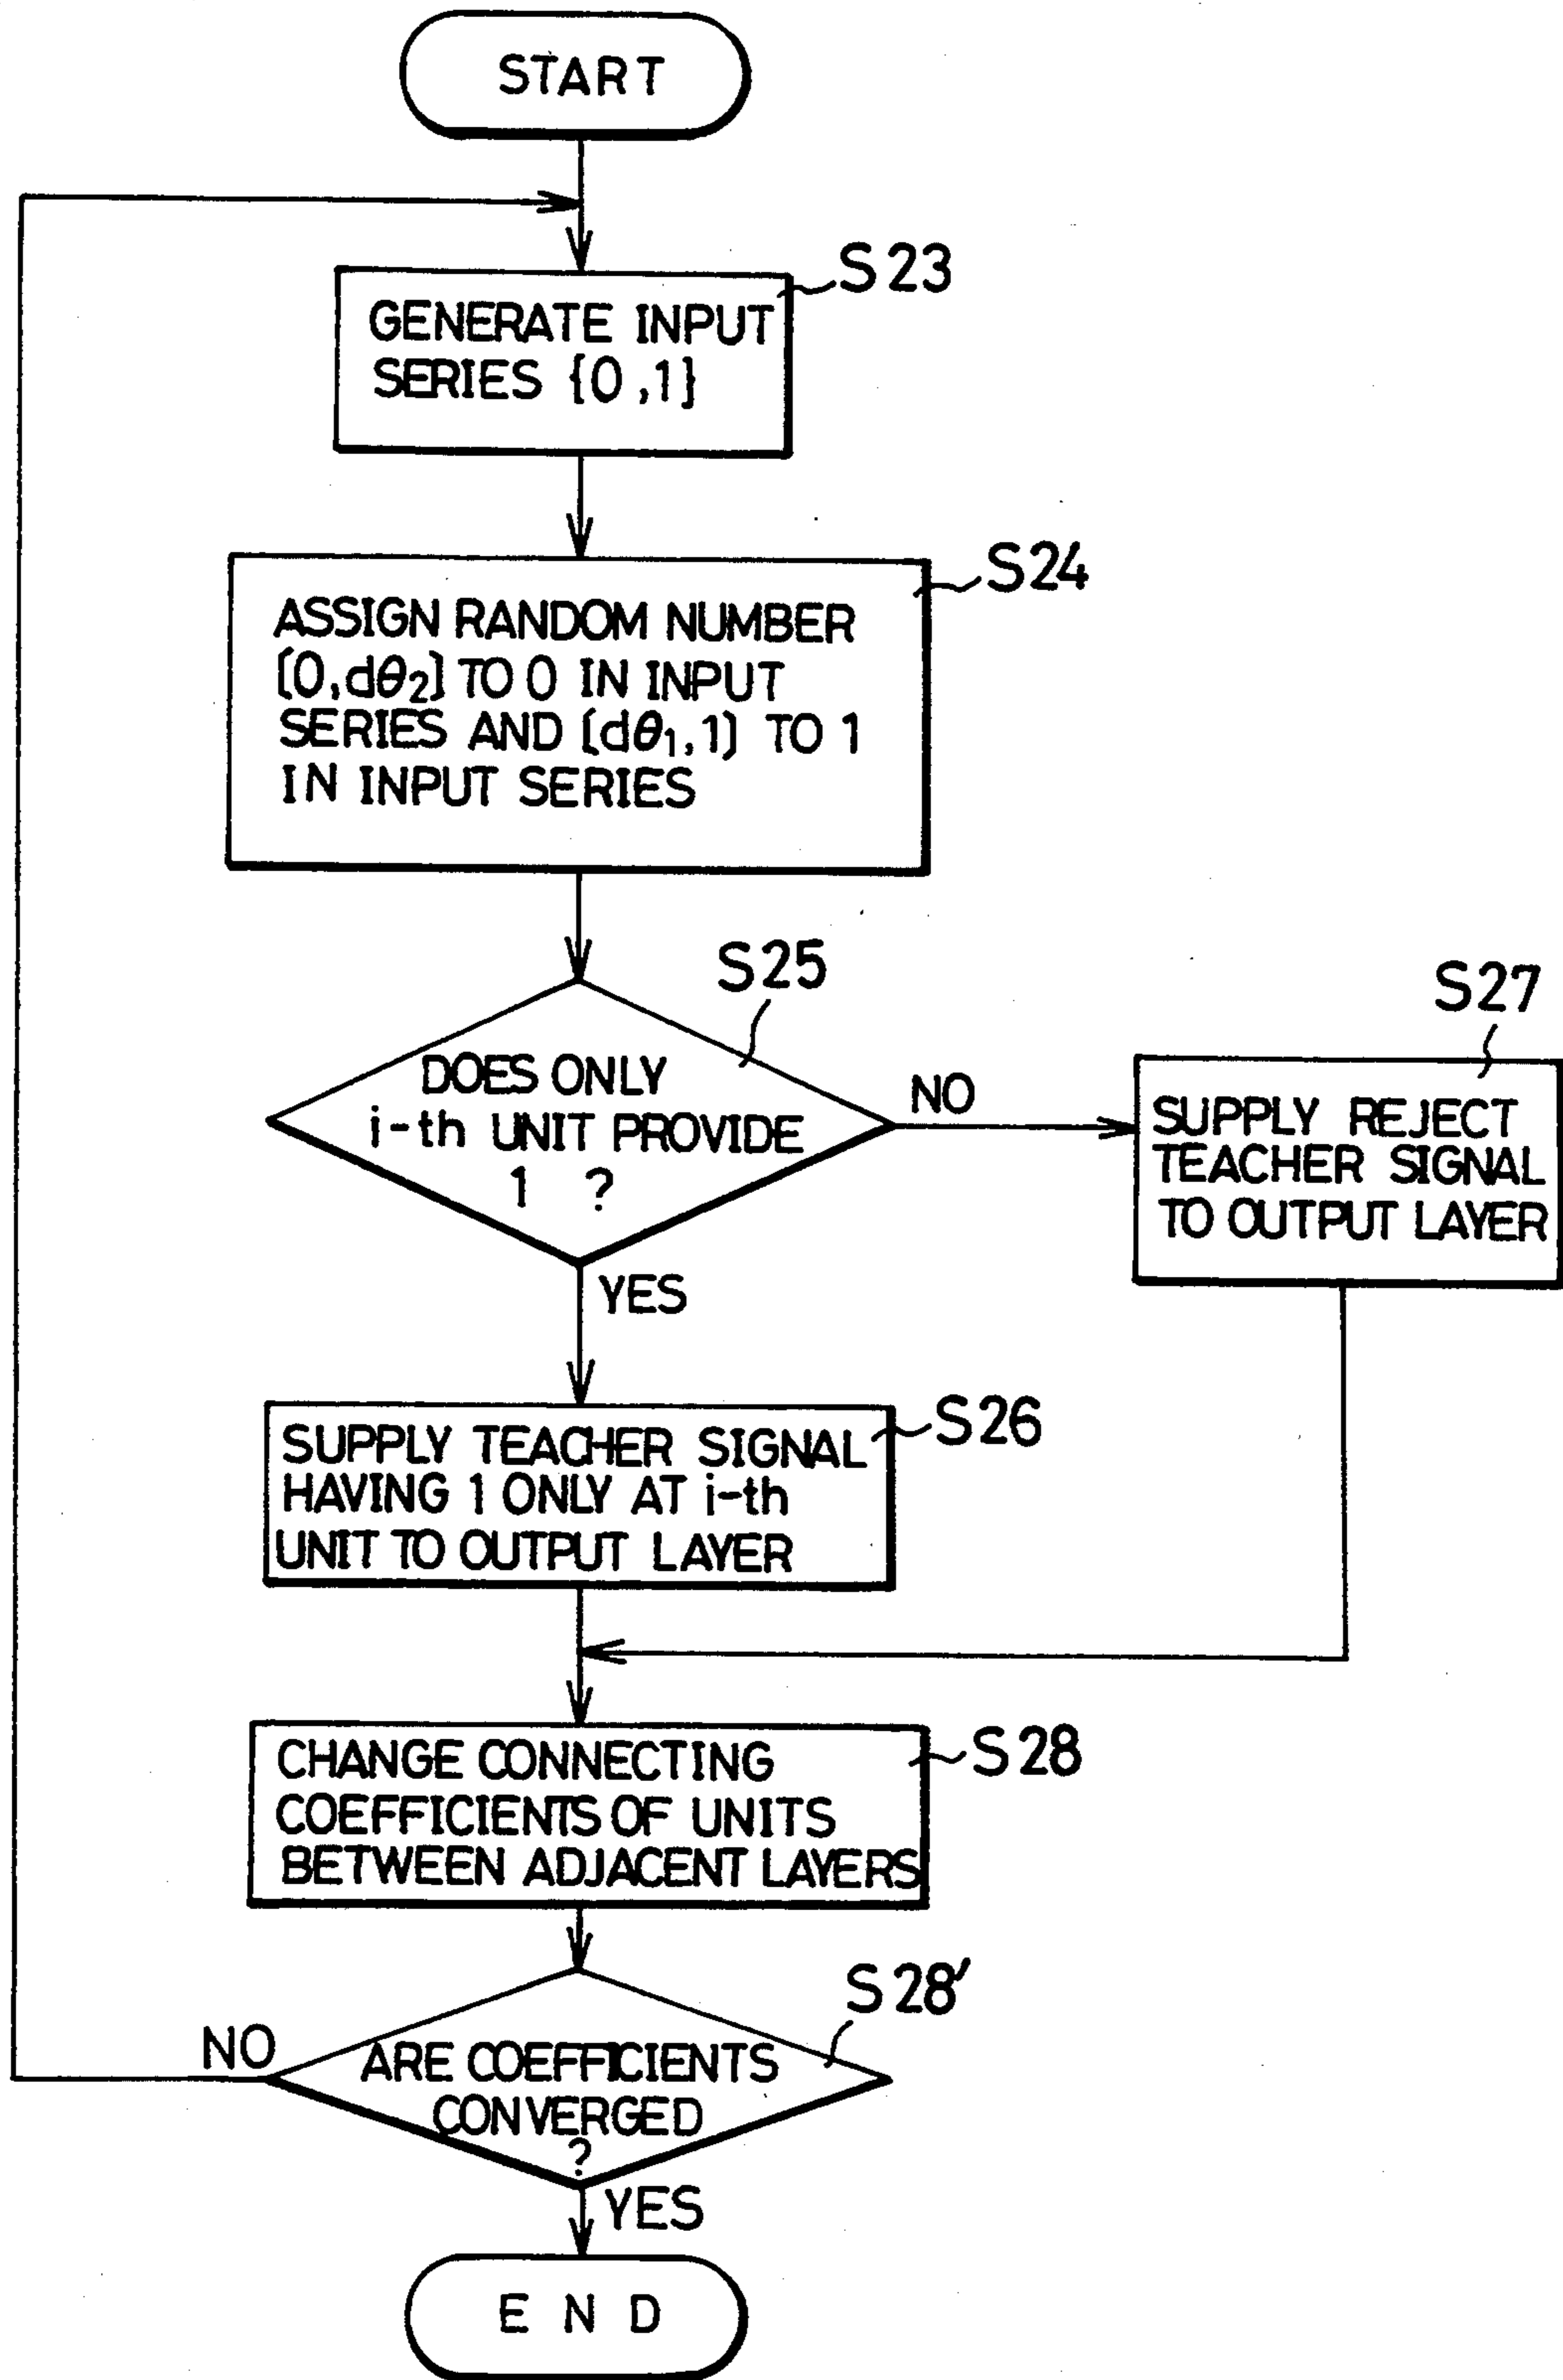 START
S23
GENERATE INPUT
SERIES {0,1}
S24
ASSIGN RANDOM NUMBER
[0,dθ₂] TO 0 IN INPUT
SERIES AND [dθ₁,1] TO 1
IN INPUT SERIES
S25
DOES ONLY
i-th UNIT PROVIDE
1 ?
NO
YES
S27
SUPPLY REJECT
TEACHER SIGNAL
TO OUTPUT LAYER
S26
SUPPLY TEACHER SIGNAL
HAVING 1 ONLY AT i-th
UNIT TO OUTPUT LAYER
S28
CHANGE CONNECTING
COEFFICIENTS OF UNITS
BETWEEN ADJACENT LAYERS
S28'
NO
ARE COEFFICIENTS
CONVERGED
?
YES
END